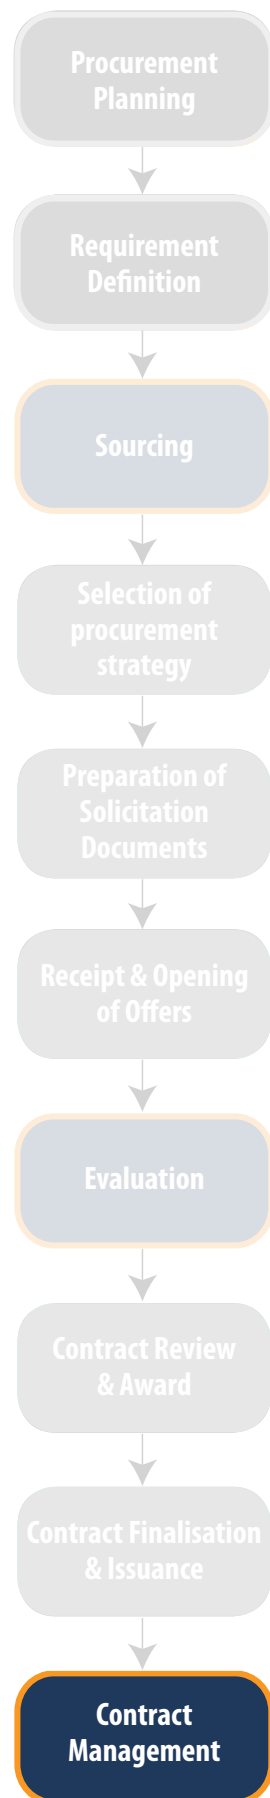 Procurement
Planning
Requirement
Definition
Sourcing
Selection of
procurement
strategy
Preparation of
Solicitation
Documents
Receipt & Opening
of Offers
Evaluation
Contract Review
& Award
Contract Finalisation
& Issuance
Contract
Management